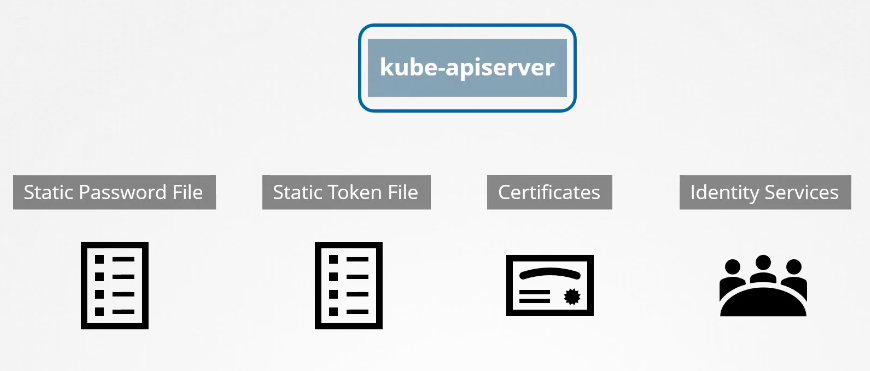 kube-apiserver
Static Password File
Static Token File
Certificates
Identity Services